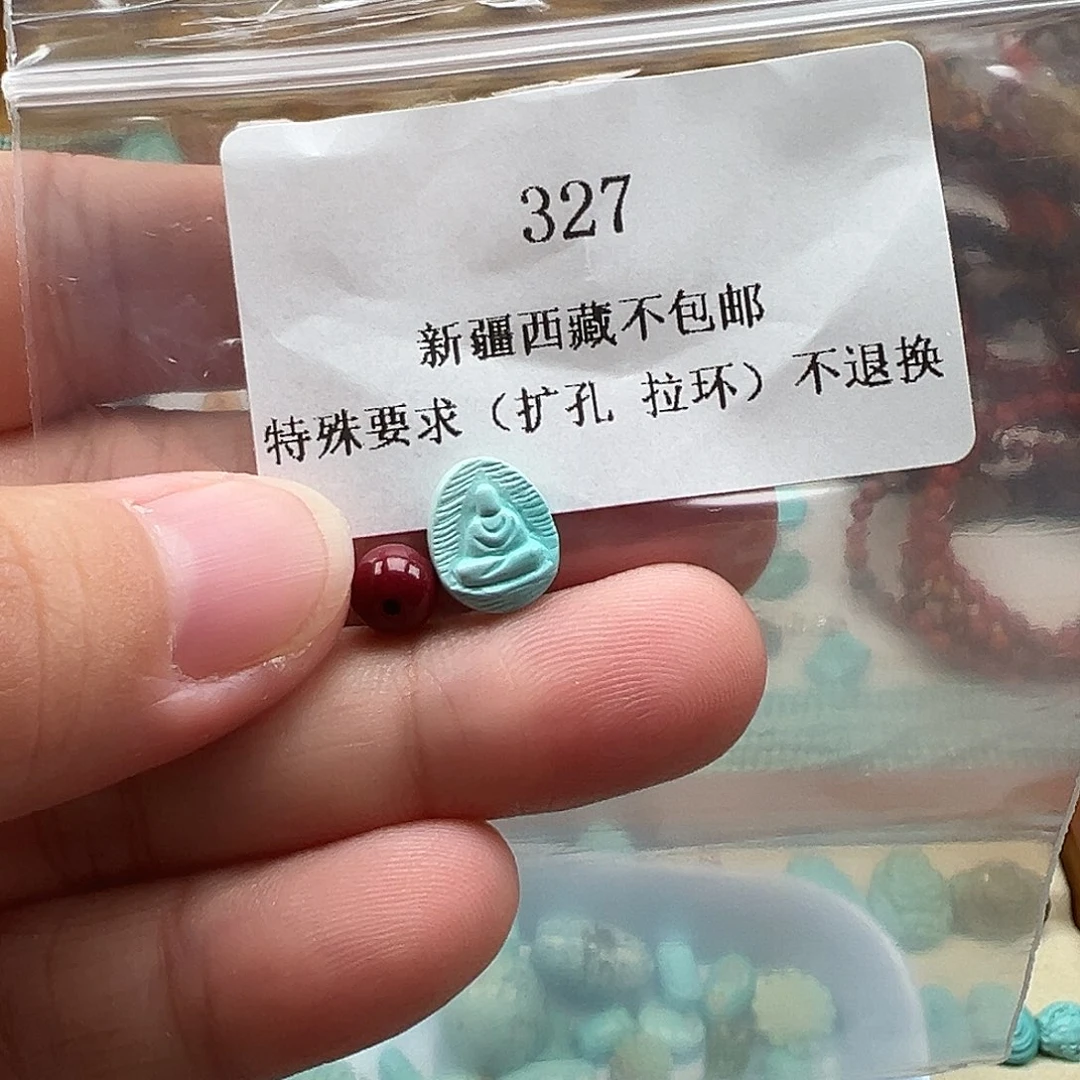 327
新疆西藏不包邮
特殊要求（扩孔 拉环）不退换